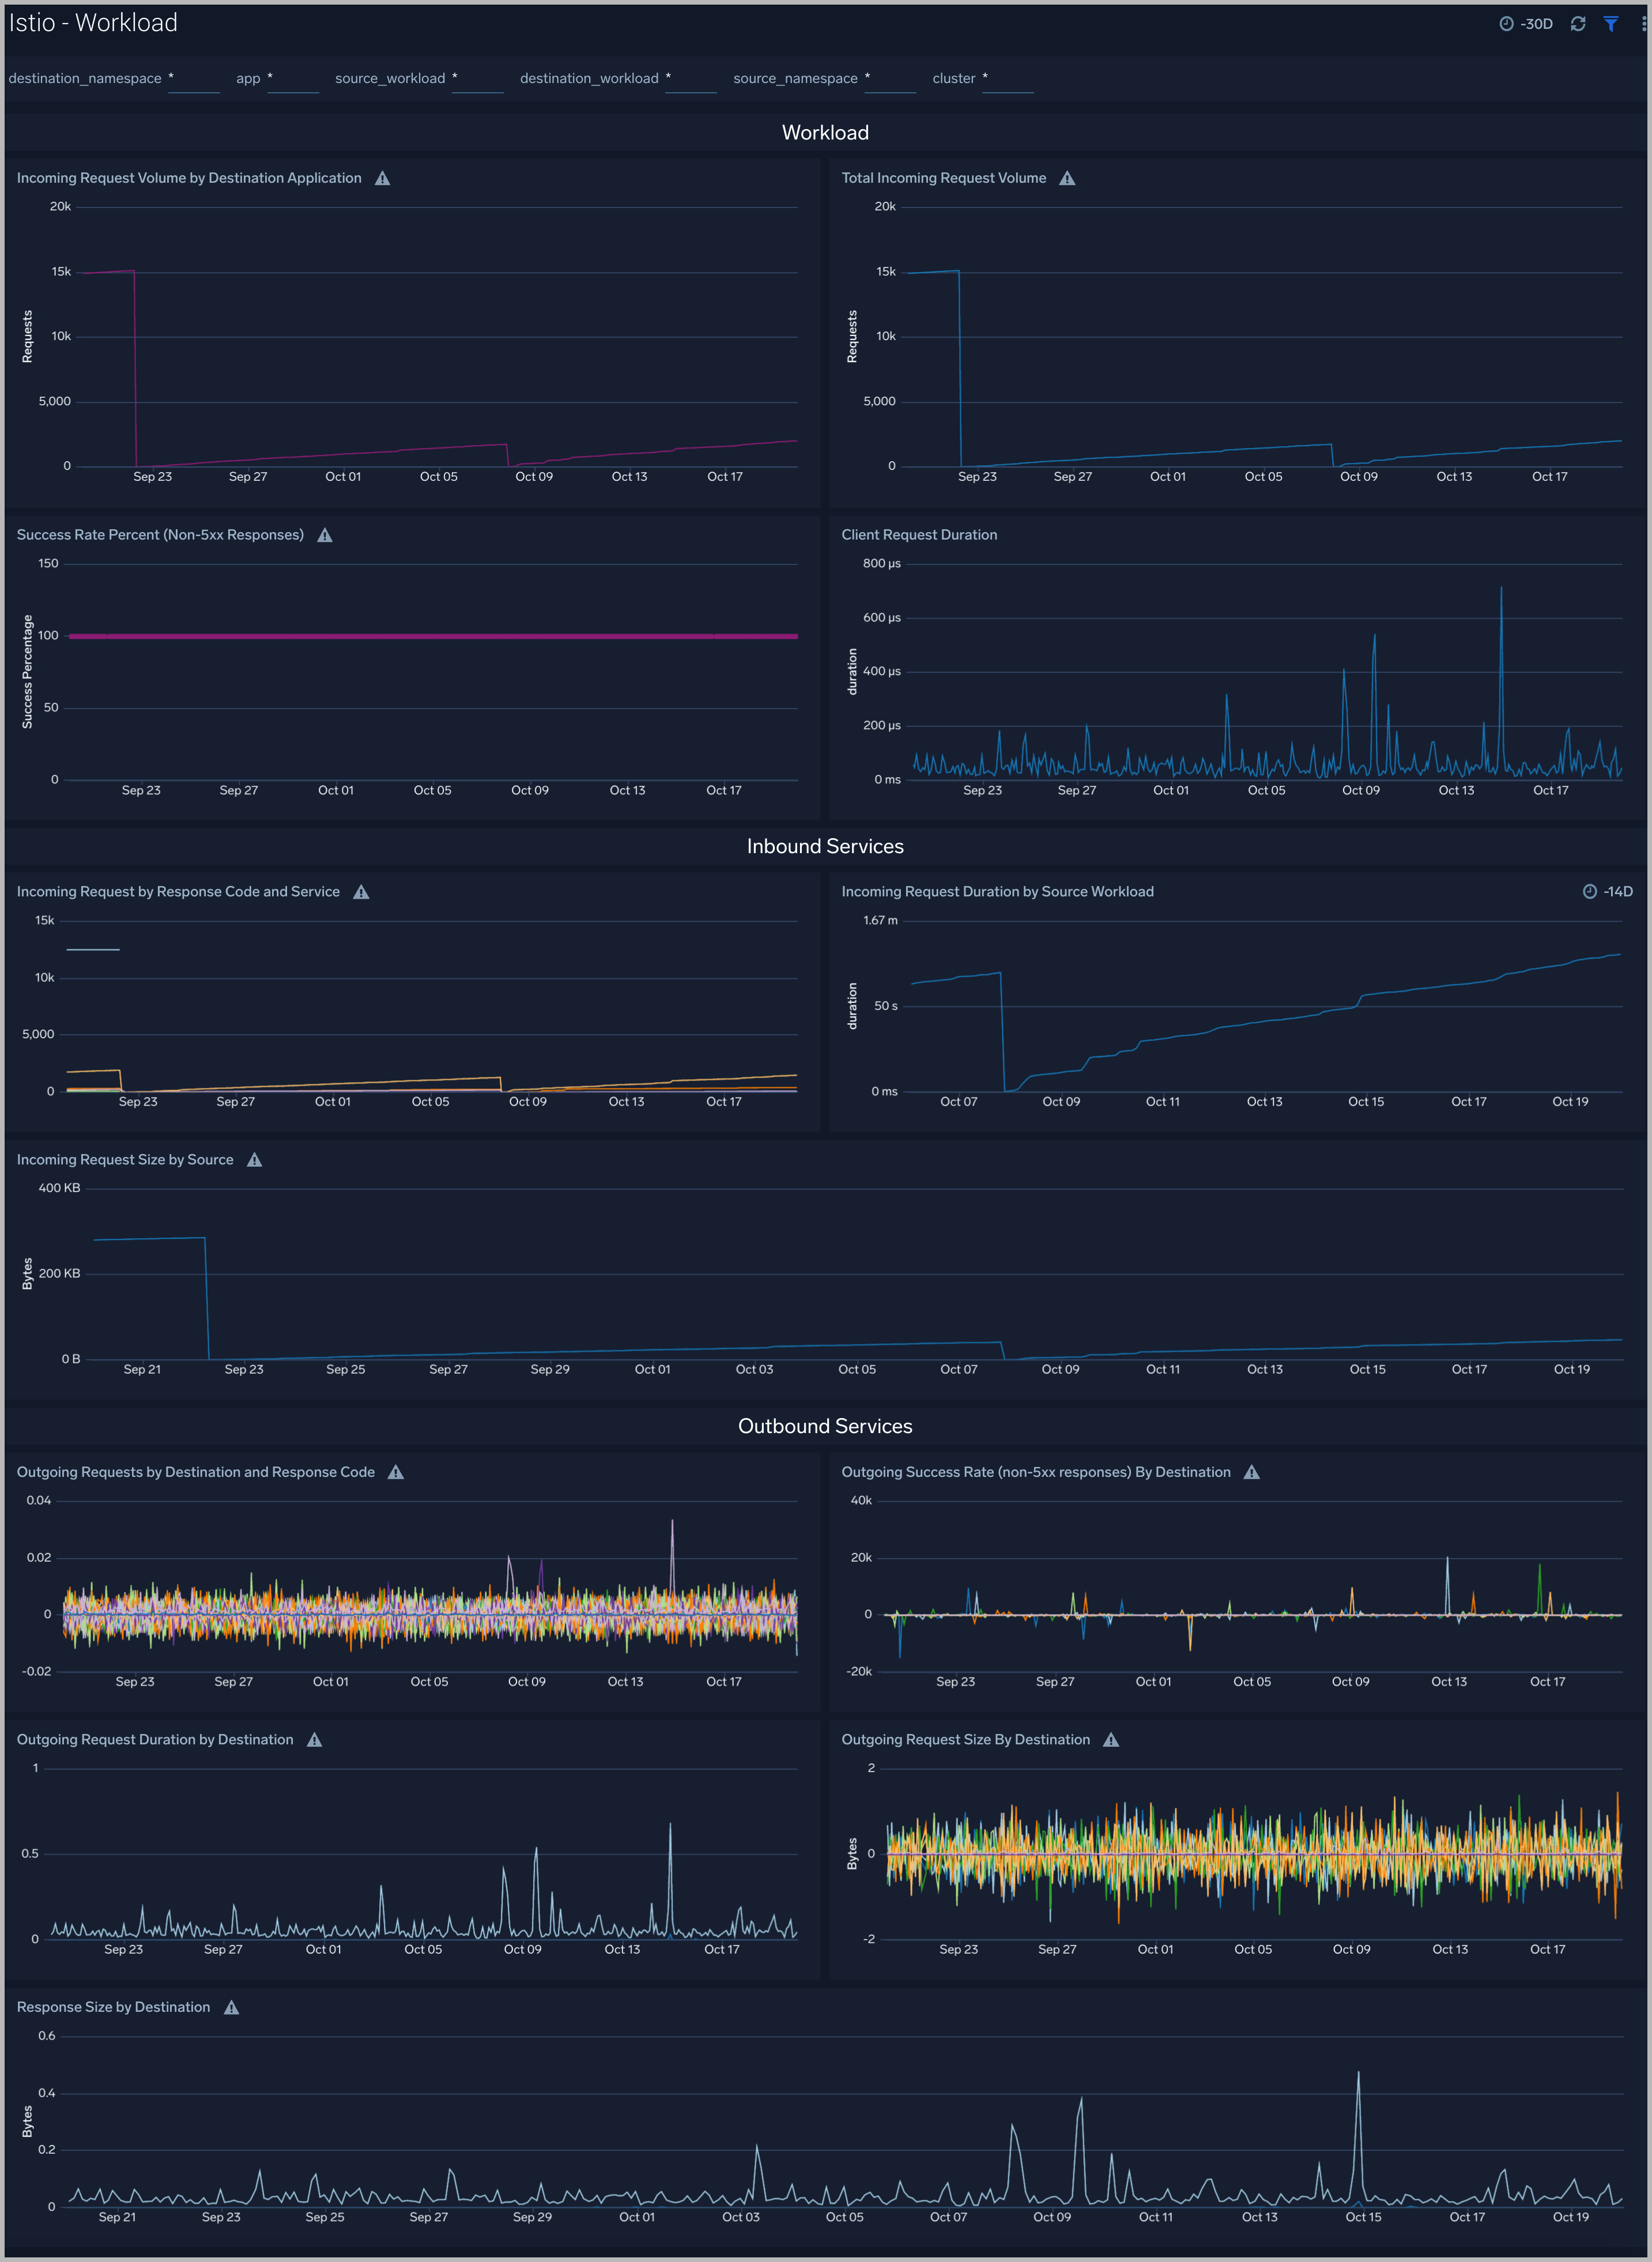 Istio - Workload
-30D
destination_namespace * app * source_workload * destination_workload * source_namespace * cluster *
Workload
Incoming Request Volume by Destination Application
20k
15k
10k
5,000
0
Requests
Sep 23 Sep 27 Oct 01 Oct 05 Oct 09 Oct 13 Oct 17
Total Incoming Request Volume
20k
15k
10k
5,000
0
Requests
Sep 23 Sep 27 Oct 01 Oct 05 Oct 09 Oct 13 Oct 17
Success Rate Percent (Non-5xx Responses)
150
100
50
0
Success Percentage
Sep 23 Sep 27 Oct 01 Oct 05 Oct 09 Oct 13 Oct 17
Client Request Duration
800 µs
600 µs
400 µs
200 µs
0 ms
duration
Sep 23 Sep 27 Oct 01 Oct 05 Oct 09 Oct 13 Oct 17
Inbound Services
Incoming Request by Response Code and Service
15k
10k
5,000
0
Sep 23 Sep 27 Oct 01 Oct 05 Oct 09 Oct 13 Oct 17
Incoming Request Duration by Source Workload
-14D
1.67 m
50 s
0 ms
duration
Oct 07 Oct 09 Oct 11 Oct 13 Oct 15 Oct 17 Oct 19
Incoming Request Size by Source
400 KB
200 KB
0 B
Bytes
Sep 21 Sep 23 Sep 25 Sep 27 Sep 29 Oct 01 Oct 03 Oct 05 Oct 07 Oct 09 Oct 11 Oct 13 Oct 15 Oct 17 Oct 19
Outbound Services
Outgoing Requests by Destination and Response Code
0.04
0.02
0
-0.02
Sep 23 Sep 27 Oct 01 Oct 05 Oct 09 Oct 13 Oct 17
Outgoing Success Rate (non-5xx responses) By Destination
40k
20k
0
-20k
Sep 23 Sep 27 Oct 01 Oct 05 Oct 09 Oct 13 Oct 17
Outgoing Request Duration by Destination
1
0.5
0
Sep 23 Sep 27 Oct 01 Oct 05 Oct 09 Oct 13 Oct 17
Outgoing Request Size By Destination
2
0
-2
Bytes
Sep 23 Sep 27 Oct 01 Oct 05 Oct 09 Oct 13 Oct 17
Response Size by Destination
0.6
0.4
0.2
0
Bytes
Sep 21 Sep 23 Sep 25 Sep 27 Sep 29 Oct 01 Oct 03 Oct 05 Oct 07 Oct 09 Oct 11 Oct 13 Oct 15 Oct 17 Oct 19